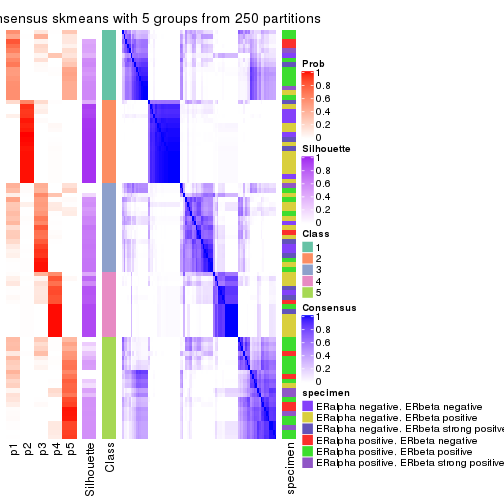 nsensus skmeans with 5 groups from 250 partitions
Prob
1
0.8
0.6
0.4
0.2
0
Silhouette
1
0.8
0.6
0.4
0.2
0
Class
1
2
3
4
5
Consensus
1
0.8
0.6
0.4
0.2
0
specimen
ERalpha negative. ERbeta negative
ERalpha negative. ERbeta positive
ERalpha negative. ERbeta strong positive
ERalpha positive. ERbeta negative
ERalpha positive. ERbeta positive
ERalpha positive. ERbeta strong positive
p1
p2
p3
p4
p5
Silhouette
Class
specimen